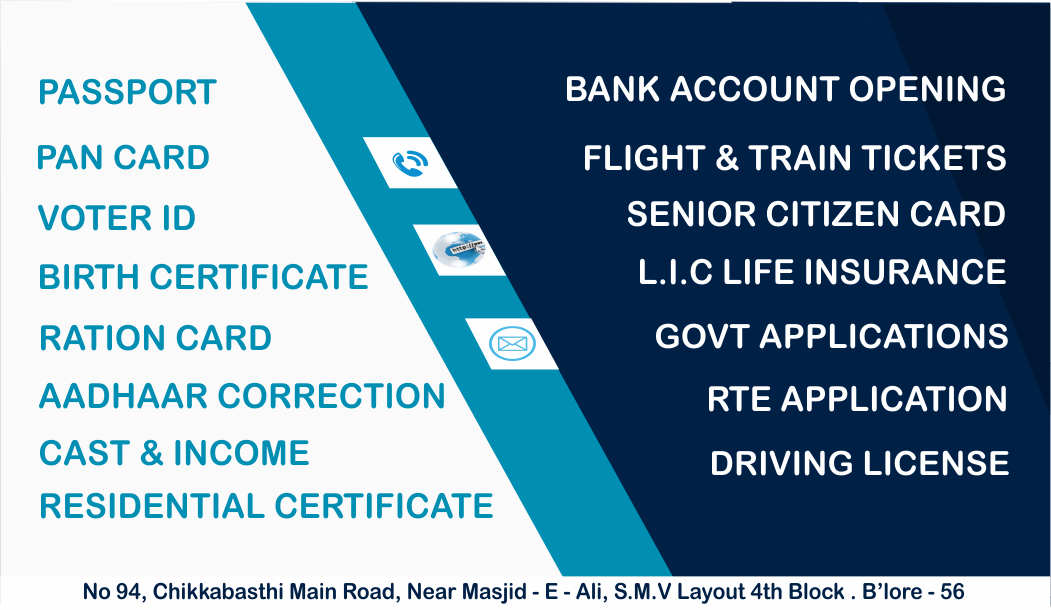 PASSPORT
PAN CARD
VOTER ID
BIRTH CERTIFICATE
RATION CARD
AADHAAR CORRECTION
CAST & INCOME
RESIDENTIAL CERTIFICATE
BANK ACCOUNT OPENING
FLIGHT & TRAIN TICKETS
SENIOR CITIZEN CARD
L.I.C LIFE INSURANCE
GOVT APPLICATIONS
RTE APPLICATION
DRIVING LICENSE
No 94, Chikkabasthi Main Road, Near Masjid - E - Ali, S.M.V Layout 4th Block . B'lore - 56